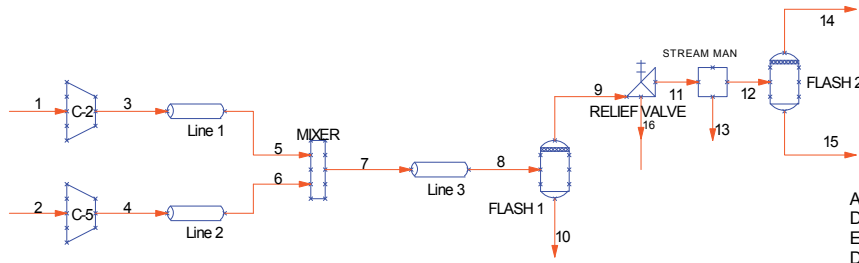 14
STREAM MAN
9
11
12
FLASH 2
1
C-2
3
Line 1
RELIEF VALVE
16
13
MIXER
5
15
7
8
6
Line 3
2
C-5
4
Line 2
FLASH 1
10
A
D
E
D